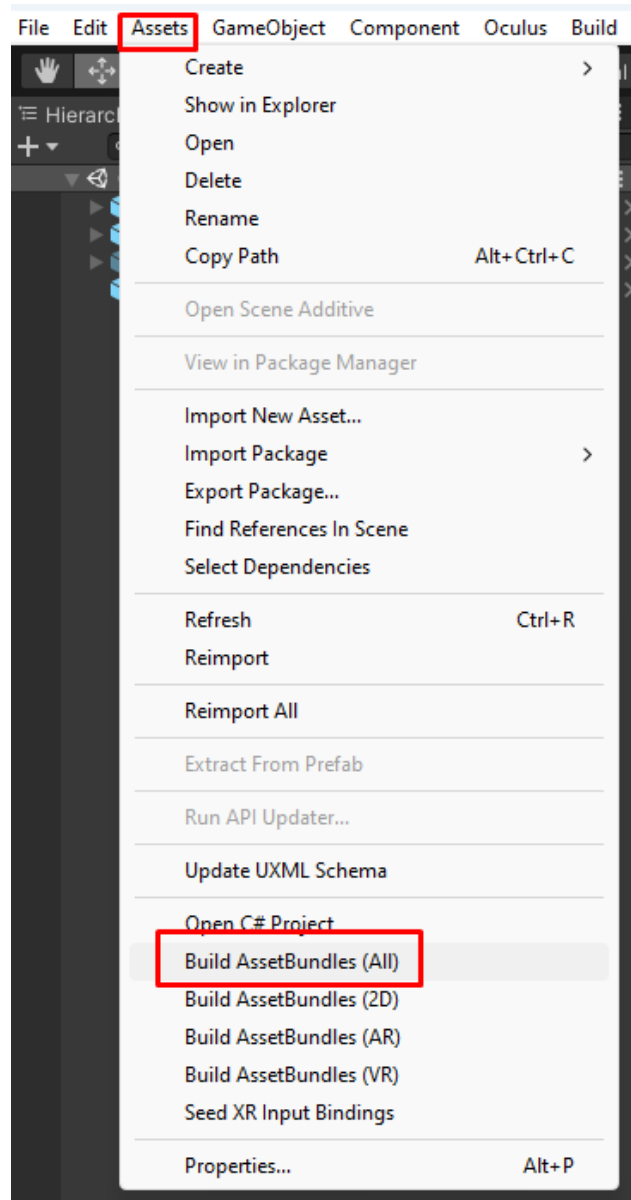 File Edit Assets GameObject Component Oculus Build
Create
Hierarc
Show in Explorer
Open
Delete
Rename
Copy Path Alt+Ctrl+C
Open Scene Additive
View in Package Manager
Import New Asset...
Import Package
Export Package...
Find References In Scene
Select Dependencies
Refresh Ctrl+R
Reimport
Reimport All
Extract From Prefab
Run API Updater...
Update UXML Schema
Open C# Project
Build AssetBundles (All)
Build AssetBundles (2D)
Build AssetBundles (AR)
Build AssetBundles (VR)
Seed XR Input Bindings
Properties... Alt+P